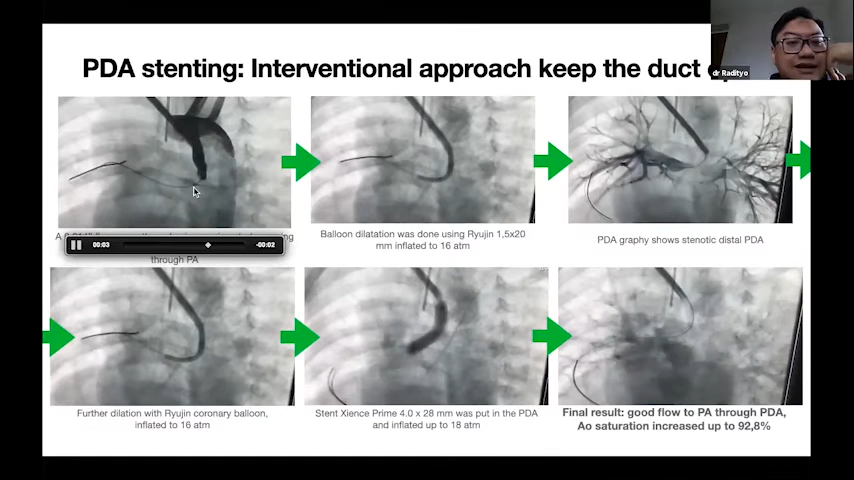 PDA stenting: Interventional approach keep the duct
dr Radityo
A
through PA
00:03
-00:02
Balloon dilatation was done using Ryujin 1,5x20
mm inflated to 16 atm
PDA graphy shows stenotic distal PDA
Further dilation with Ryujin coronary balloon,
inflated to 16 atm
Stent Xience Prime 4.0 x 28 mm was put in the PDA
and inflated up to 18 atm
Final result: good flow to PA through PDA,
Ao saturation increased up to 92,8%